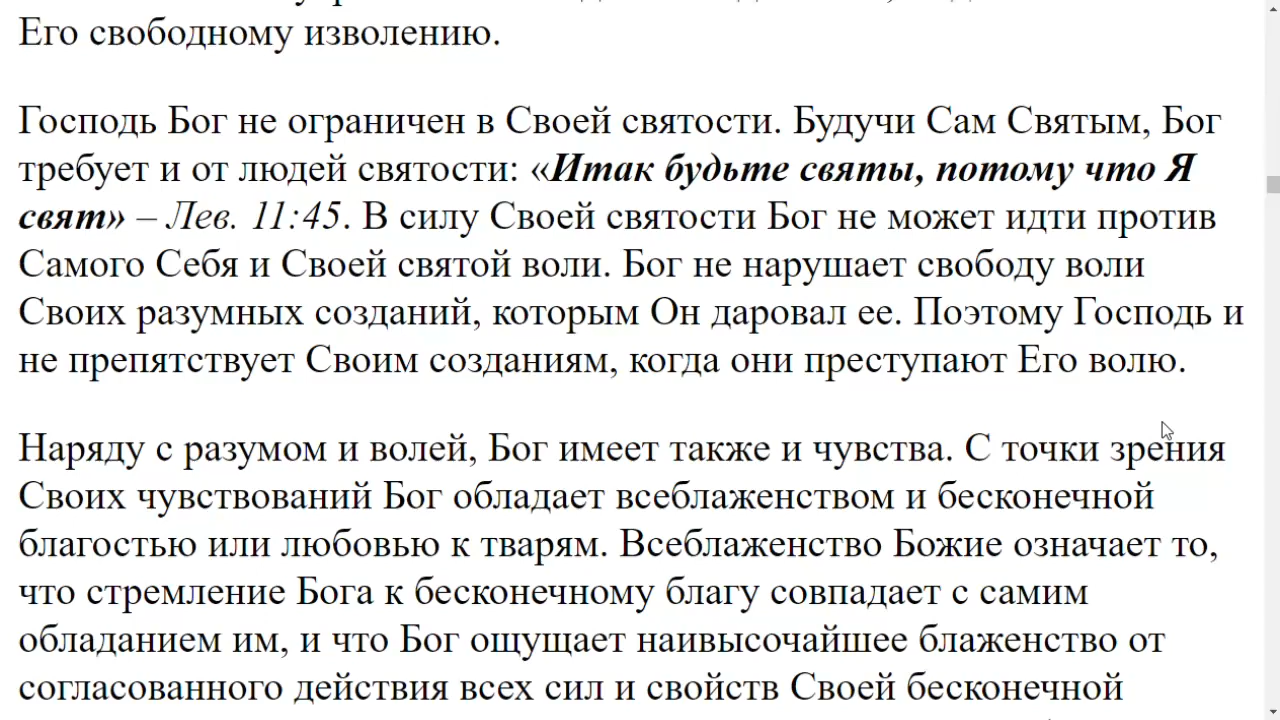 Его свободному изволению.
Господь Бог не ограничен в Своей святости. Будучи Сам Святым, Бог
требует и от людей святости: «Итак будьте святы, потому что Я
свят» – Лев. 11:45. В силу Своей святости Бог не может идти против
Самого Себя и Своей святой воли. Бог не нарушает свободу воли
Своих разумных созданий, которым Он даровал ее. Поэтому Господь и
не препятствует Своим созданиям, когда они преступают Его волю.
Наряду с разумом и волей, Бог имеет также и чувства. С точки зрения
Своих чувствований Бог обладает всеблаженством и бесконечной
благостью или любовью к тварям. Всеблаженство Божие означает то,
что стремление Бога к бесконечному благу совпадает с самим
обладанием им, и что Бог ощущает наивысочайшее блаженство от
согласованного действия всех сил и свойств Своей бесконечной